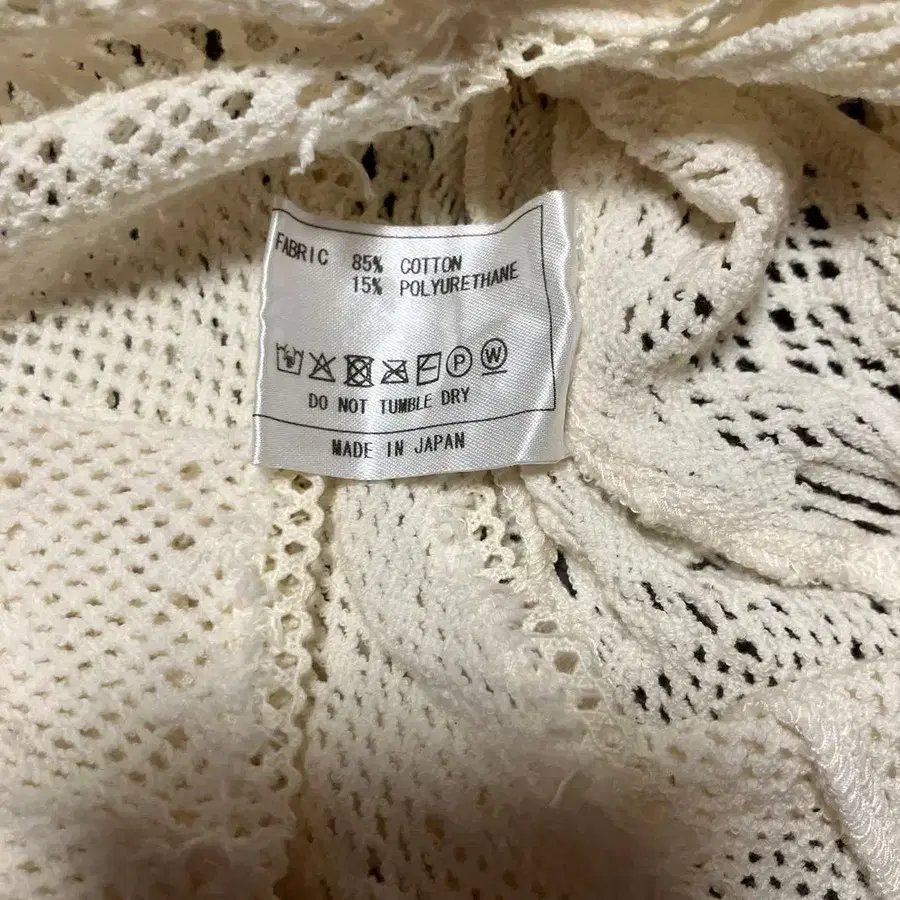 FABRIC 85% COTTON
15% POLYURETHANE
P W
DO NOT TUMBLE DRY
MADE IN JAPAN